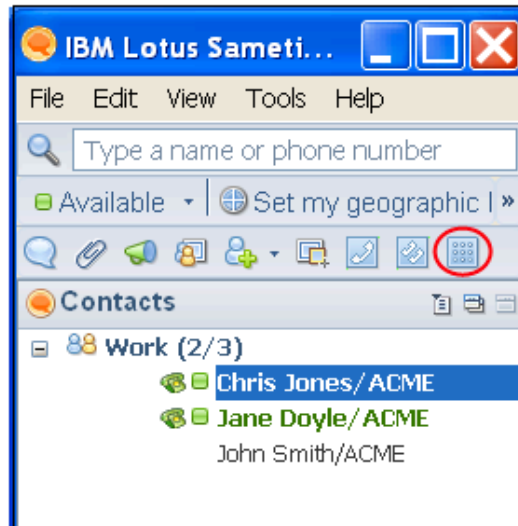 IBM Lotus Sameti...
File Edit View Tools Help
Type a name or phone number
Available Set my geographic l »
Contacts
Work (2/3)
Chris Jones/ACME
Jane Doyle/ACME
John Smith/ACME